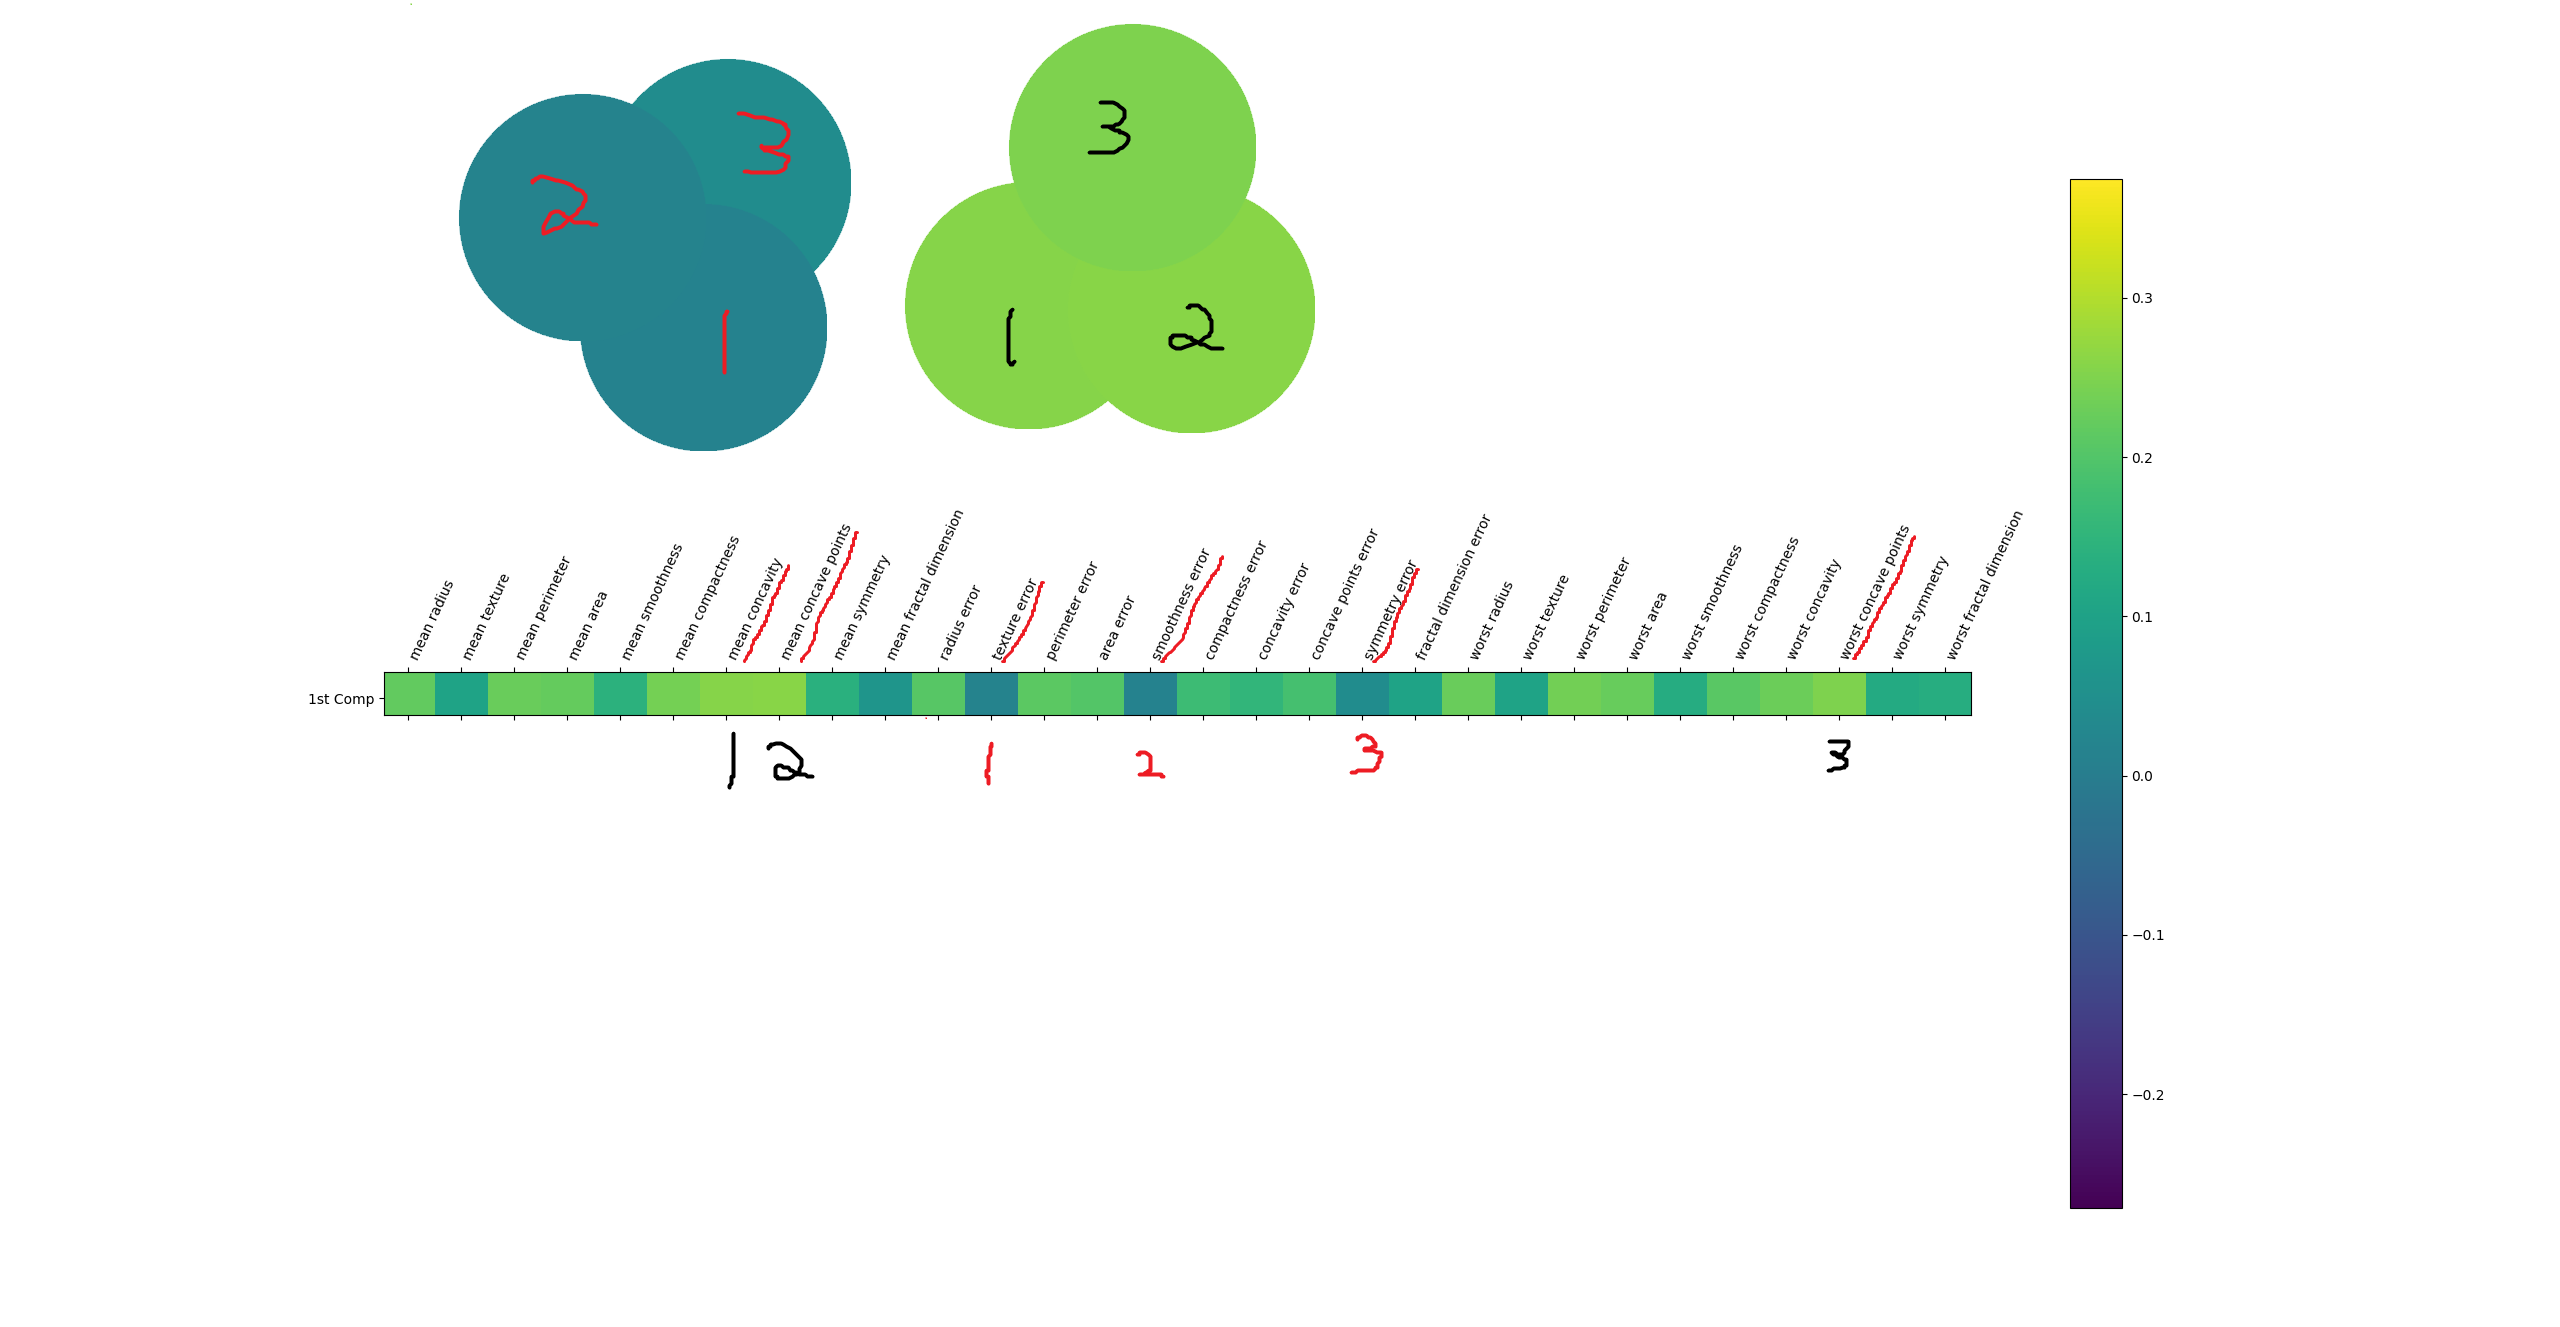 3
3
2
1
2
1
0.3
0.2
0.1
0.0
−0.1
−0.2
mean radius
mean texture
mean perimeter
mean area
mean smoothness
mean compactness
mean concavity
mean concave points
mean symmetry
mean fractal dimension
radius error
texture error
perimeter error
area error
smoothness error
compactness error
concavity error
concave points error
symmetry error
fractal dimension error
worst radius
worst texture
worst perimeter
worst area
worst smoothness
worst compactness
worst concavity
worst concave points
worst symmetry
worst fractal dimension
1st Comp
1 2 1 2 3 3